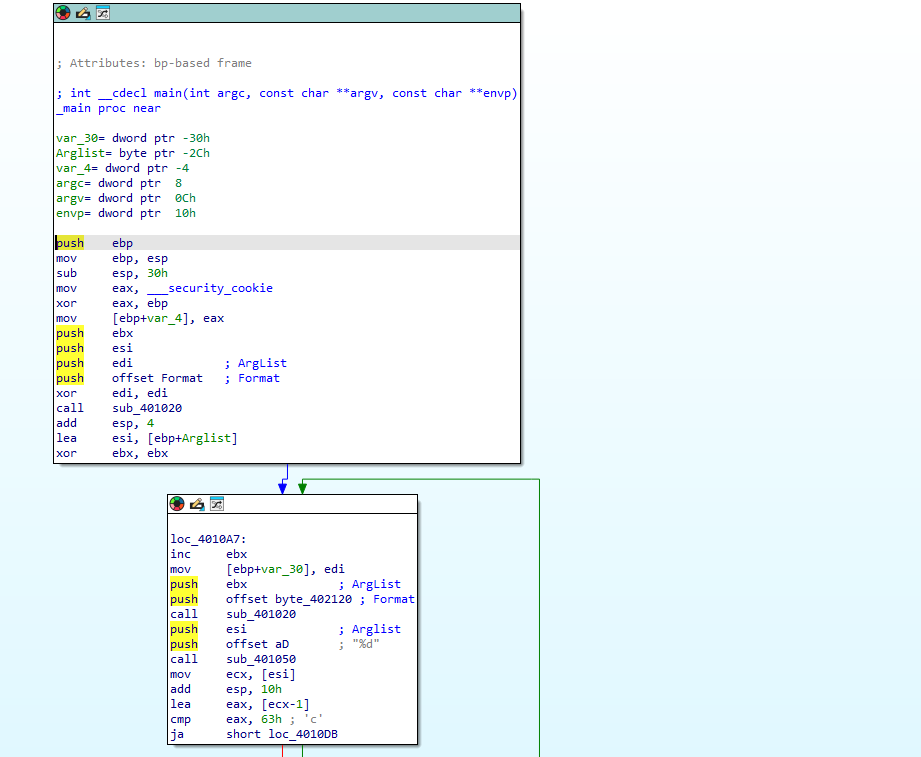 ; Attributes: bp-based frame
; int __cdecl main(int argc, const char **argv, const char **envp)
_main proc near
var_30= dword ptr -30h
Arglist= byte ptr -2Ch
var_4= dword ptr -4
argc= dword ptr  8
argv= dword ptr  0Ch
envp= dword ptr  10h
push    ebp
mov     ebp, esp
sub     esp, 30h
mov     eax, ___security_cookie
xor     eax, ebp
mov     [ebp+var_4], eax
push    ebx
push    esi
push    edi             ; ArgList
push    offset Format   ; Format
xor     edi, edi
call    sub_401020
add     esp, 4
lea     esi, [ebp+Arglist]
xor     ebx, ebx
loc_4010A7:
inc     ebx
mov     [ebp+var_30], edi
push    ebx             ; ArgList
push    offset byte_402120 ; Format
call    sub_401020
push    esi             ; Arglist
push    offset aD       ; "%d"
call    sub_401050
mov     ecx, [esi]
add     esp, 10h
lea     eax, [ecx-1]
cmp     eax, 63h ; 'c'
ja      short loc_4010DB